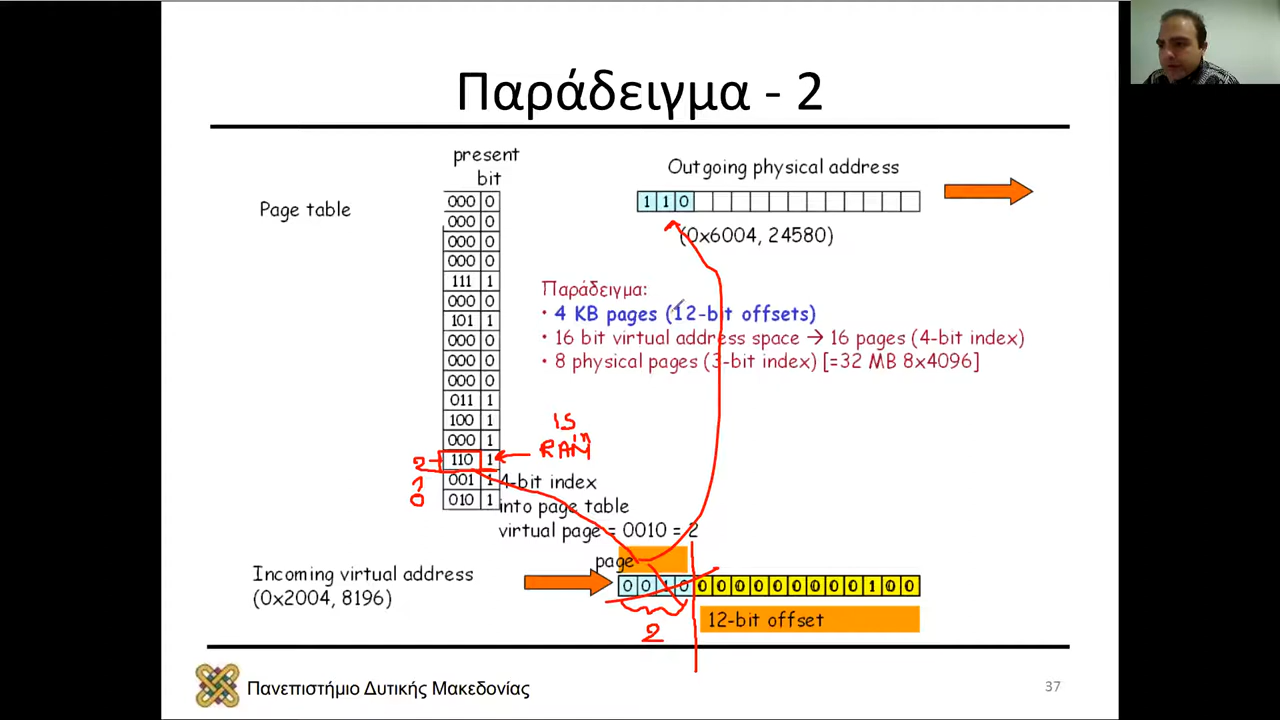 Παράδειγμα - 2
present
bit
Page table
000 0
000 0
000 0
000 0
111 1
000 0
101 1
000 0
000 0
000 0
011 1
100 1
000 1
2 110 1
1 001 1
0 010 1
IS
in
RAM
Outgoing physical address
1 1 0
(0x6004, 24580)
Παράδειγμα:
• 4 KB pages (12-bit offsets)
• 16 bit virtual address space → 16 pages (4-bit index)
• 8 physical pages (3-bit index) [=32 MB 8x4096]
4-bit index
into page table
virtual page = 0010 = 2
page
Incoming virtual address
(0x2004, 8196)
0 0 1 0 0 0 0 0 0 0 0 0 0 1 0 0
2
12-bit offset
Πανεπιστήμιο Δυτικής Μακεδονίας
37